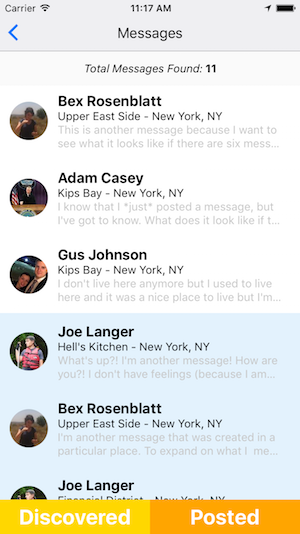 Carrier 11:17 AM
Messages
Total Messages Found: 11
Bex Rosenblatt
Upper East Side - New York, NY
This is another message because I want to
see what it looks like if there are six mess...
Adam Casey
Kips Bay - New York, NY
I know that I *just* posted a message, but
I've got to know. What does it look like if t...
Gus Johnson
Kips Bay - New York, NY
I don't live here anymore but I used to live
here and it was a nice place to live but I'm...
Joe Langer
Hell's Kitchen - New York, NY
What's up?! I'm another message! How are
you?! I don't have feelings (because I am...
Bex Rosenblatt
Upper East Side - New York, NY
I'm another message that was created in a
particular place. To expand on what I me...
Joe Langer
Financial District - New York, NY
Discovered Posted